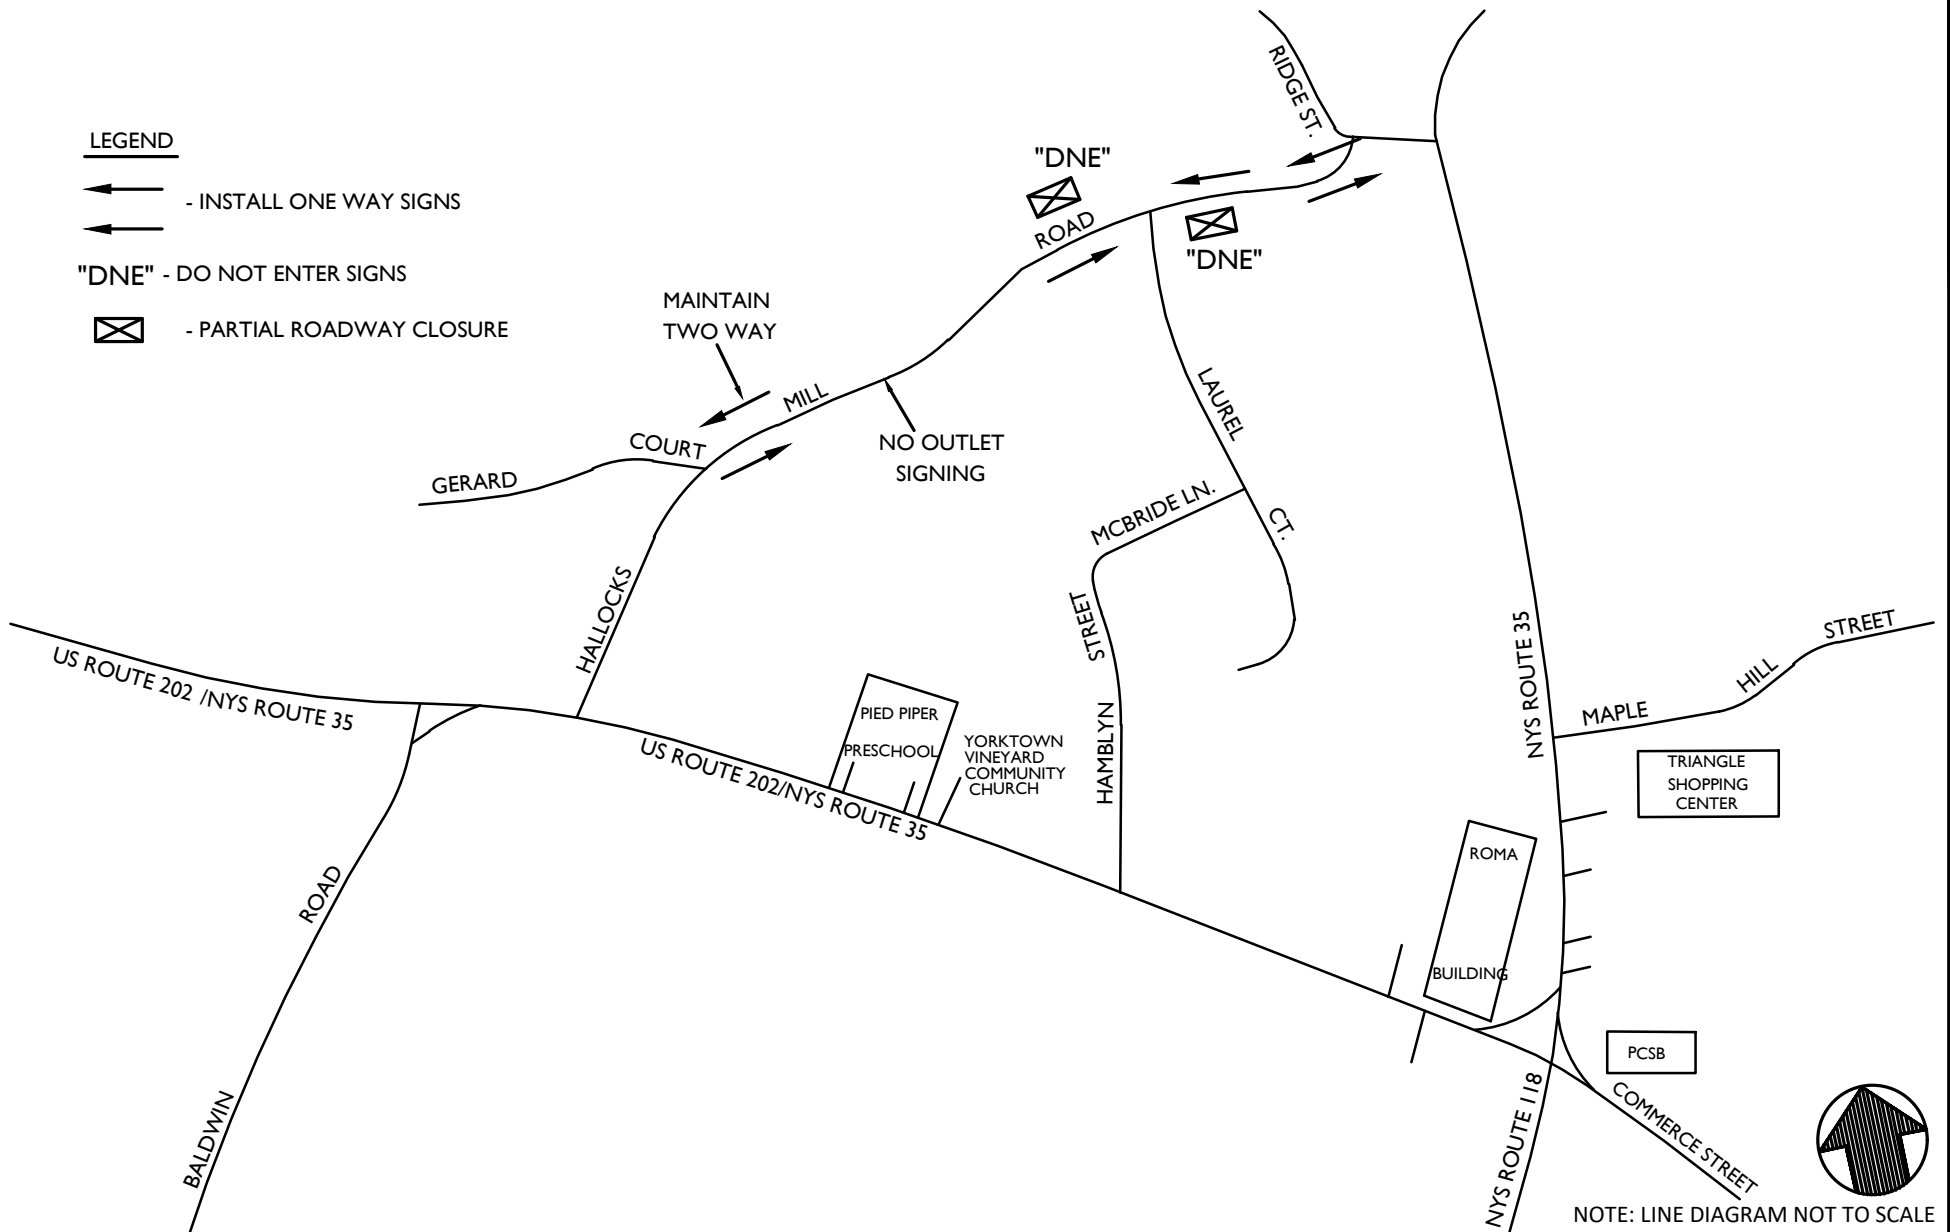 RIDGE ST.
LEGEND
- INSTALL ONE WAY SIGNS
"DNE" - DO NOT ENTER SIGNS
- PARTIAL ROADWAY CLOSURE
"DNE"
"DNE"
MAINTAIN
TWO WAY
NO OUTLET
SIGNING
HALLOCKS MILL ROAD
GERARD COURT
LAUREL CT.
MCBRIDE LN.
HAMBLYN STREET
US ROUTE 202 /NYS ROUTE 35
US ROUTE 202/NYS ROUTE 35
PIED PIPER
PRESCHOOL
YORKTOWN
VINEYARD
COMMUNITY
CHURCH
BALDWIN ROAD
NYS ROUTE 35
MAPLE HILL STREET
TRIANGLE
SHOPPING
CENTER
ROMA
BUILDING
PCSB
COMMERCE STREET
NYS ROUTE 118
NOTE: LINE DIAGRAM NOT TO SCALE